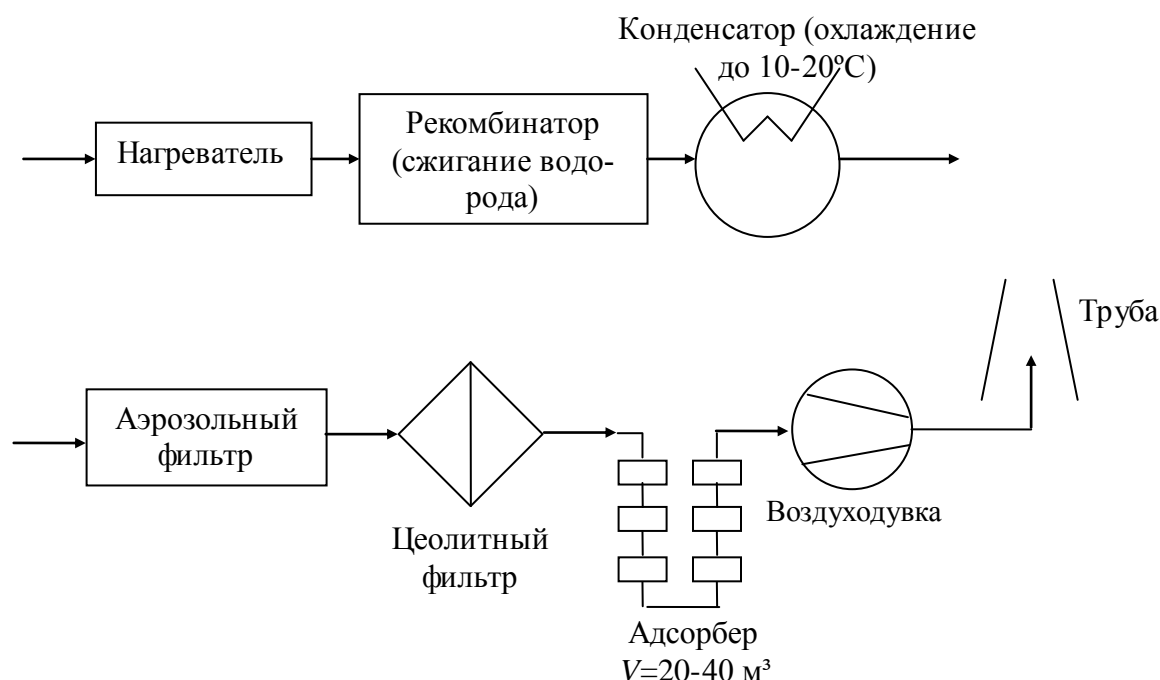 Конденсатор (охлаждение
до 10-20ºС)
Нагреватель
Рекомбинатор
(сжигание водо-
рода)
Труба
Аэрозольный
фильтр
Цеолитный
фильтр
Воздуходувка
Адсорбер
V=20-40 м³